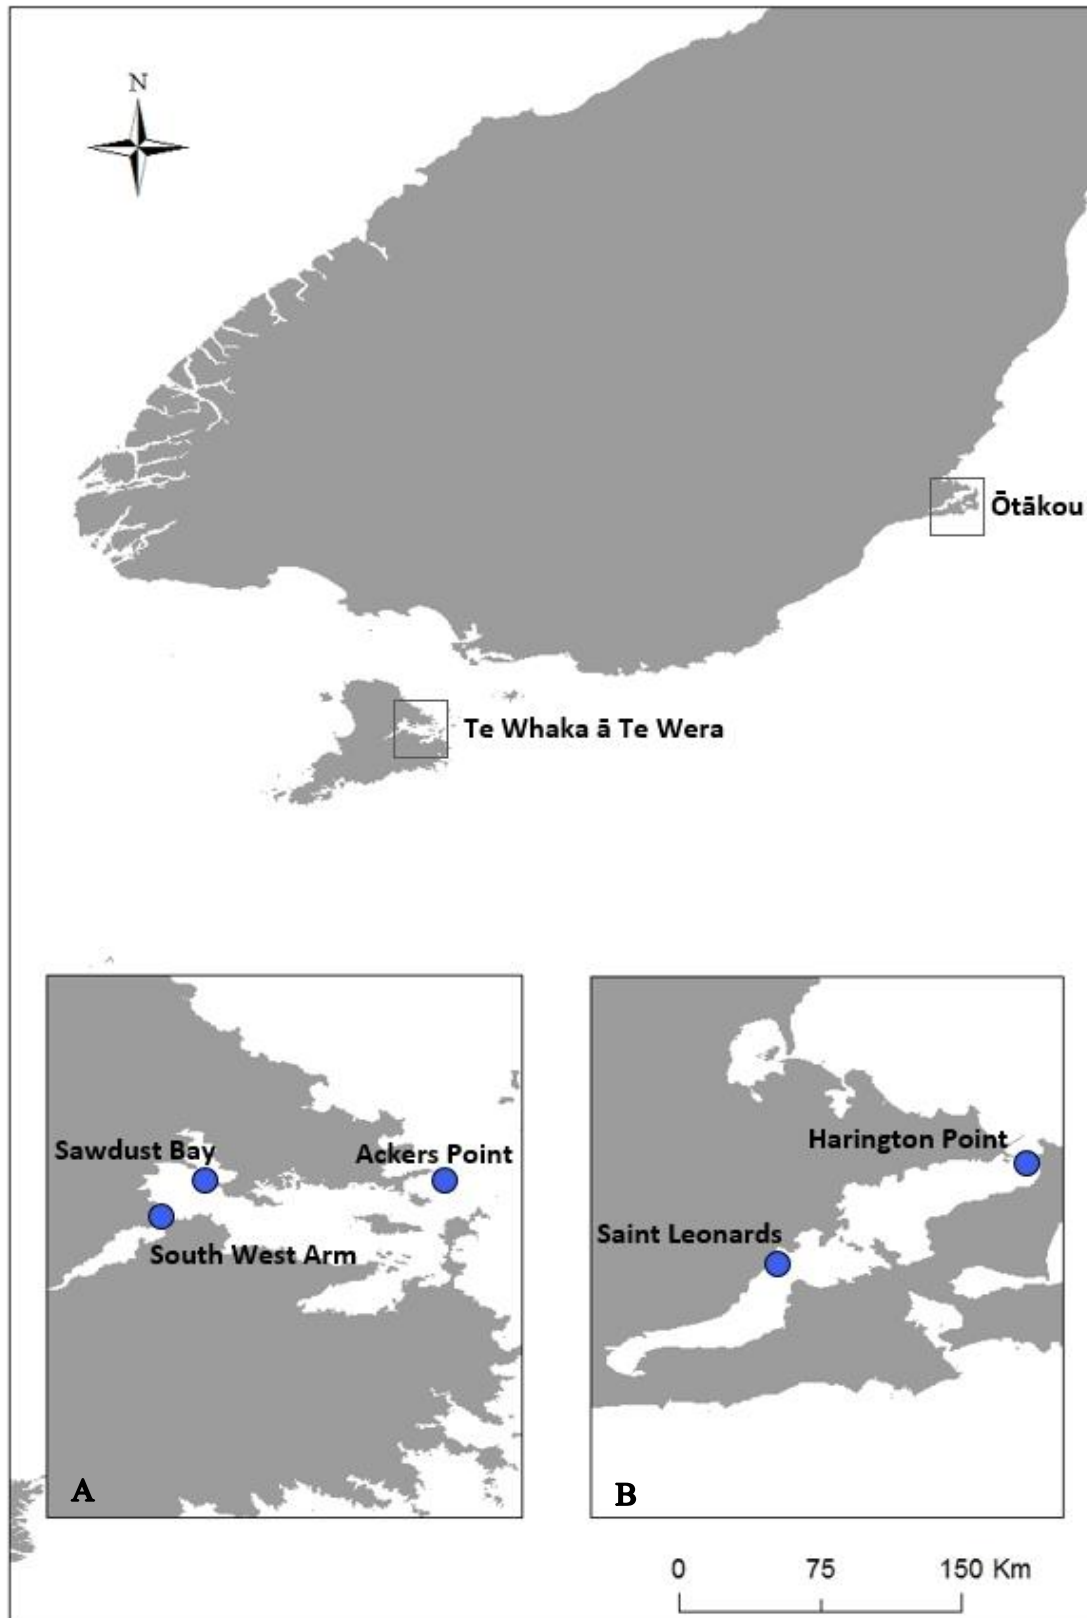 N
Ōtākou
Te Whaka ā Te Wera
Sawdust Bay
Ackers Point
South West Arm
A
Harington Point
Saint Leonards
B
0 75 150 Km